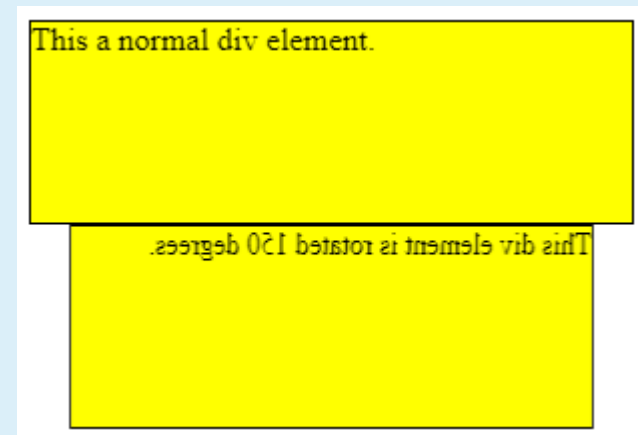 This a normal div element.
This div element is rotated 150 degrees.